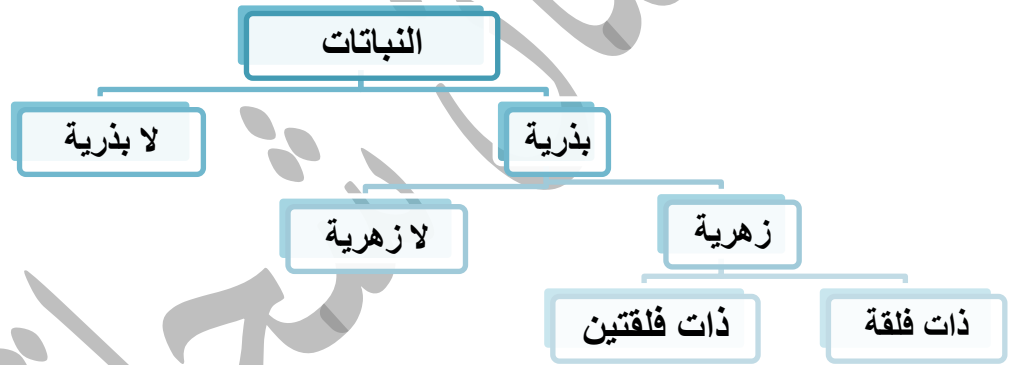 النباتات
بذرية
لا بذرية
زهرية
لا زهرية
ذات فلقة
ذات فلقتين